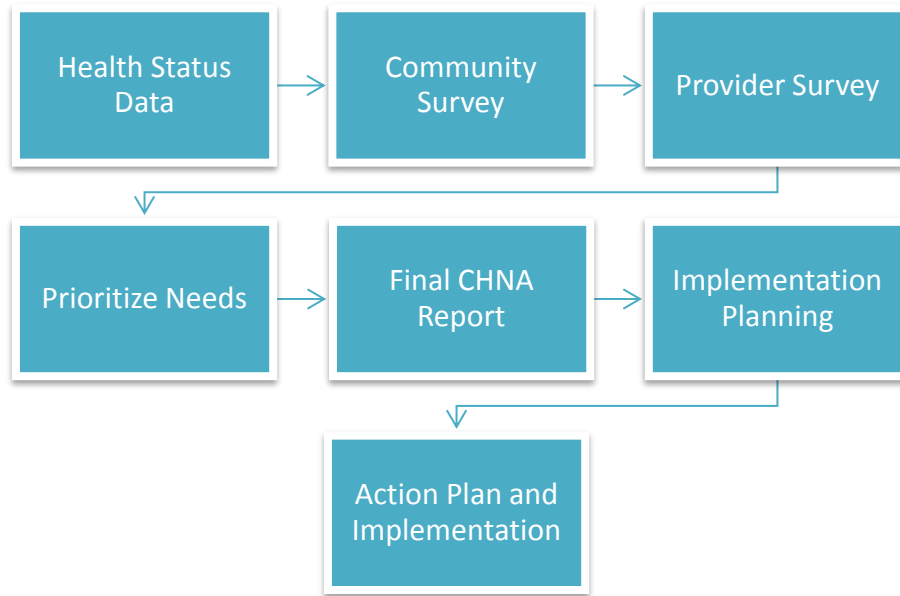 Health Status
Data
Community
Survey
Provider Survey
Prioritize Needs
Final CHNA
Report
Implementation
Planning
Action Plan and
Implementation